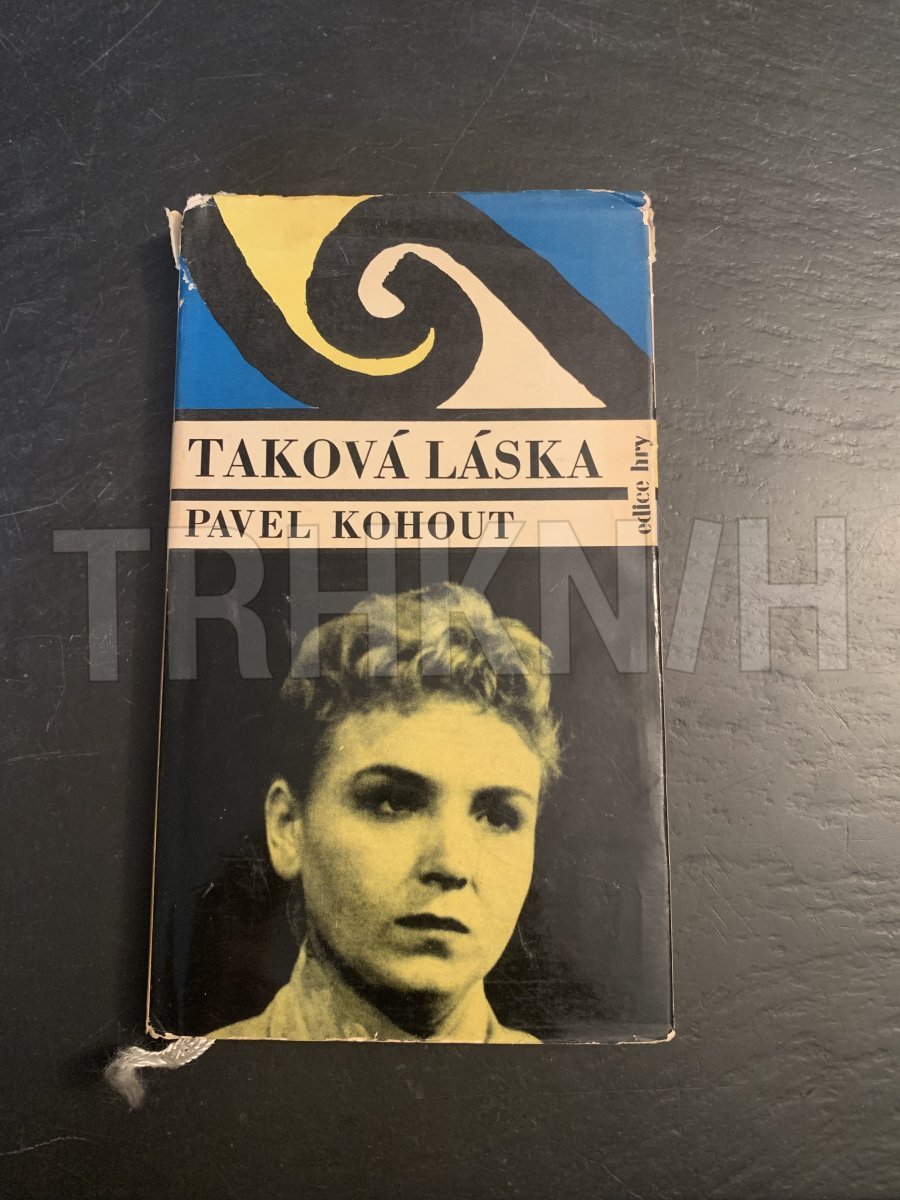 TAKOVÁ LÁSKA
PAVEL KOHOUT
edice hry
TRHKNIH